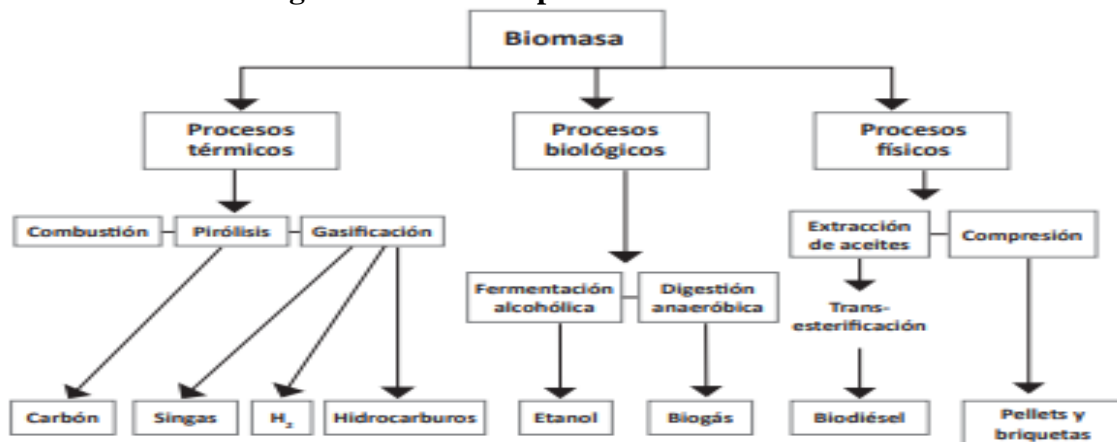 Biomasa
Procesos
térmicos
Procesos
biológicos
Procesos
físicos
Combustión
Pirólisis
Gasificación
Extracción
de aceites
Compresión
Fermentación
alcohólica
Digestión
anaeróbica
Trans-
esterificación
Carbón
Singas
H₂
Hidrocarburos
Etanol
Biogás
Biodiésel
Pellets y
briquetas